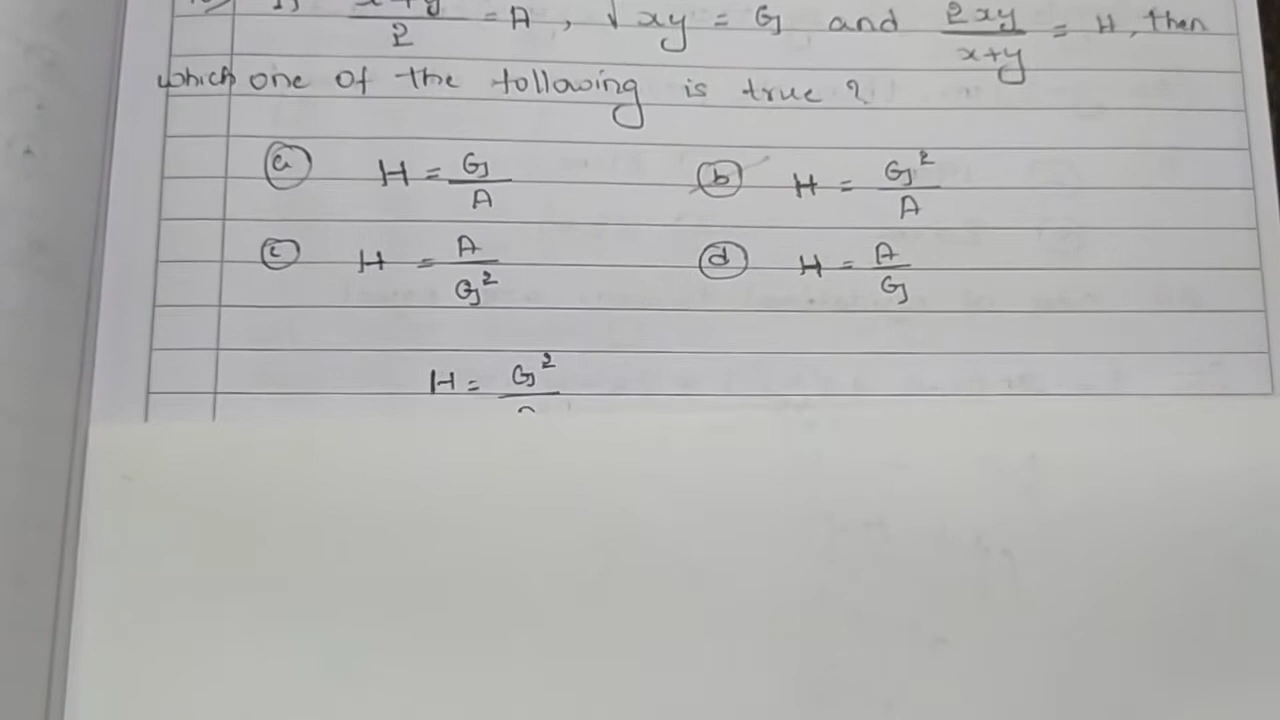 x+y/2 = A, √xy = G and 2xy/x+y = H, then
which one of the following is true ?
(a) H = G/A (b) H = G²/A
(c) H = A/G² (d) H = A/G
H = G²